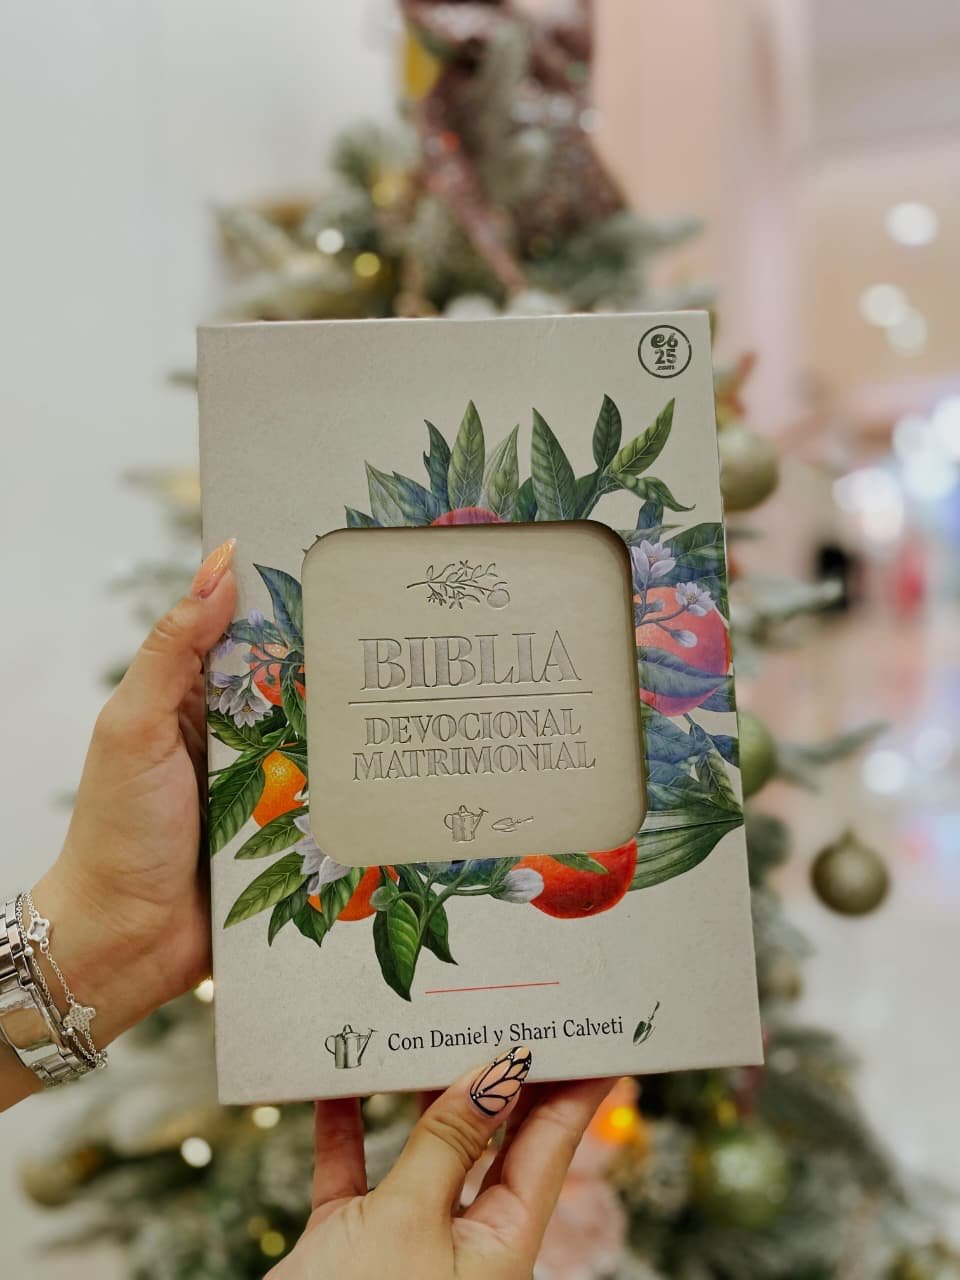 e6
25
.com
BIBLIA
DEVOCIONAL
MATRIMONIAL
Con Daniel y Shari Calveti